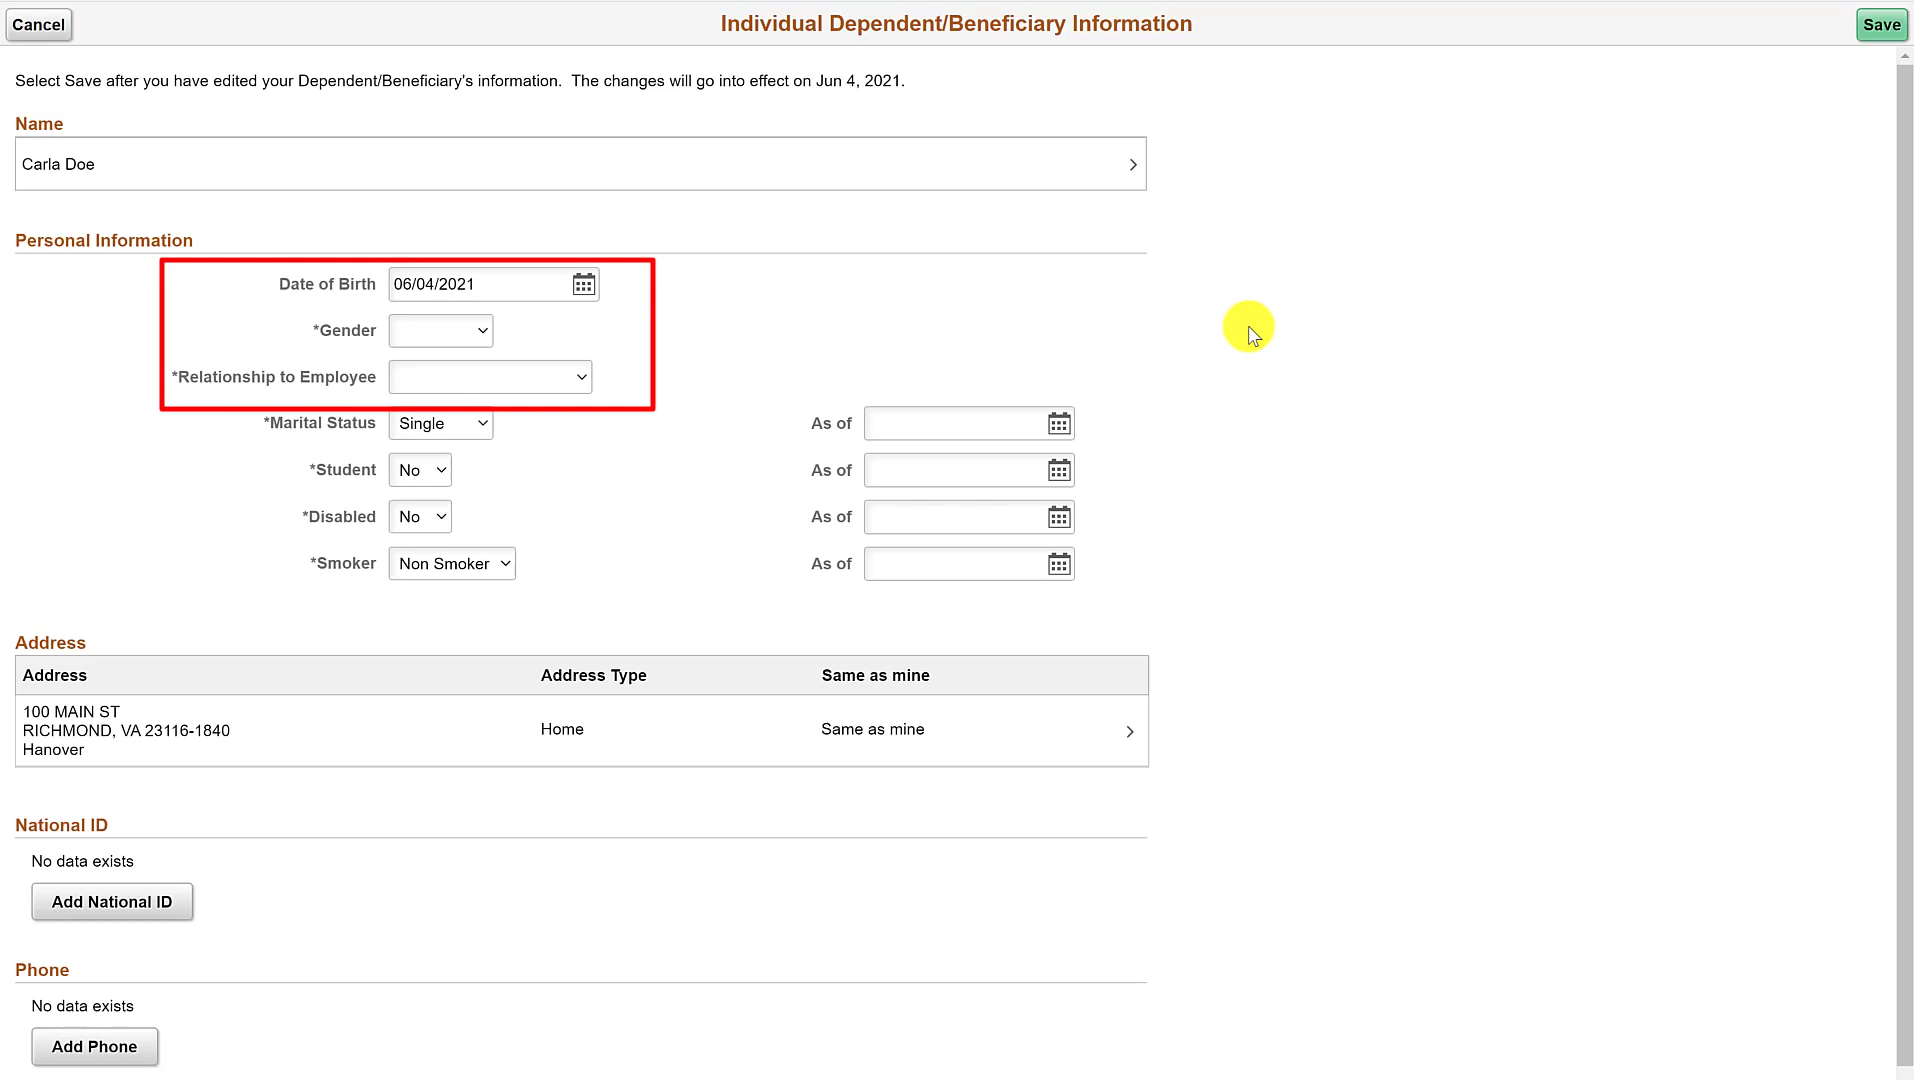 Cancel
Individual Dependent/Beneficiary Information
Save
Select Save after you have edited your Dependent/Beneficiary's information.  The changes will go into effect on Jun 4, 2021.
Name
Carla Doe
Personal Information
Date of Birth 06/04/2021
*Gender
*Relationship to Employee
*Marital Status Single As of
*Student No As of
*Disabled No As of
*Smoker Non Smoker As of
Address
Address Address Type Same as mine
100 MAIN ST
RICHMOND, VA 23116-1840
Hanover
Home
Same as mine
National ID
No data exists
Add National ID
Phone
No data exists
Add Phone